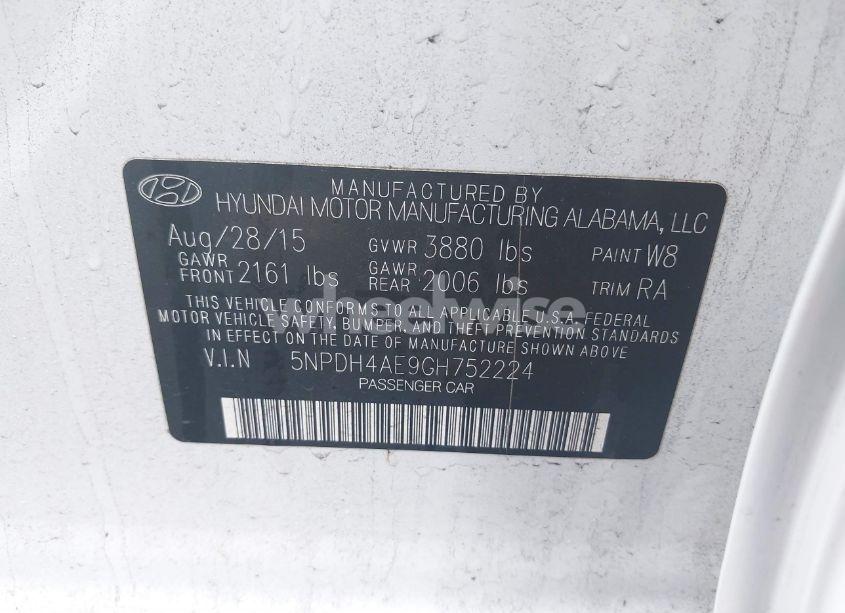 MANUFACTURED BY
HYUNDAI MOTOR MANUFACTURING ALABAMA, LLC
Aug/28/15 GVWR 3880 lbs PAINT W8
GAWR FRONT 2161 lbs GAWR REAR 2006 lbs TRIM RA
THIS VEHICLE CONFORMS TO ALL APPLICABLE U.S.A. FEDERAL
MOTOR VEHICLE SAFETY, BUMPER, AND THEFT PREVENTION STANDARDS
IN EFFECT ON THE DATE OF MANUFACTURE SHOWN ABOVE.
V.I.N 5NPDH4AE9GH752224
PASSENGER CAR
wheelwise